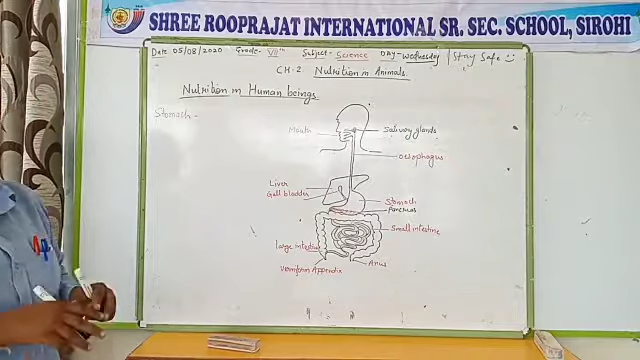 SHREE ROOPRAJAT INTERNATIONAL SR. SEC. SCHOOL, SIROHI
Date 05/08/2020 Grade- VIIth Subject- Science DAY- Wednesday | Stay Safe
CH-2 Nutrition in Animals.
Nutrition in Human beings
Stomach -
Mouth
Salivary glands
Oesophagus
Liver
Gall bladder
Stomach
Pancreas
Small intestine
large intestine
Vermiform Appendix
Anus